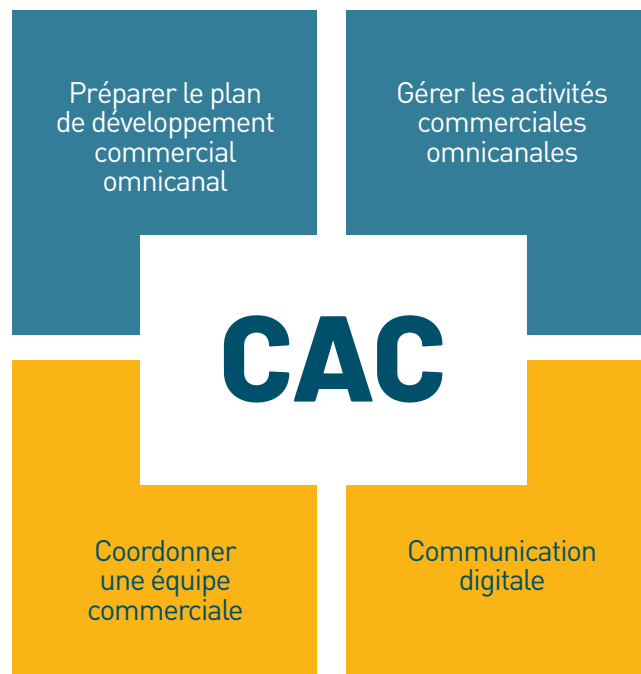 Préparer le plan
de développement
commercial
omnicanal
Gérer les activités
commerciales
omnicanales
CAC
Coordonner
une équipe
commerciale
Communication
digitale